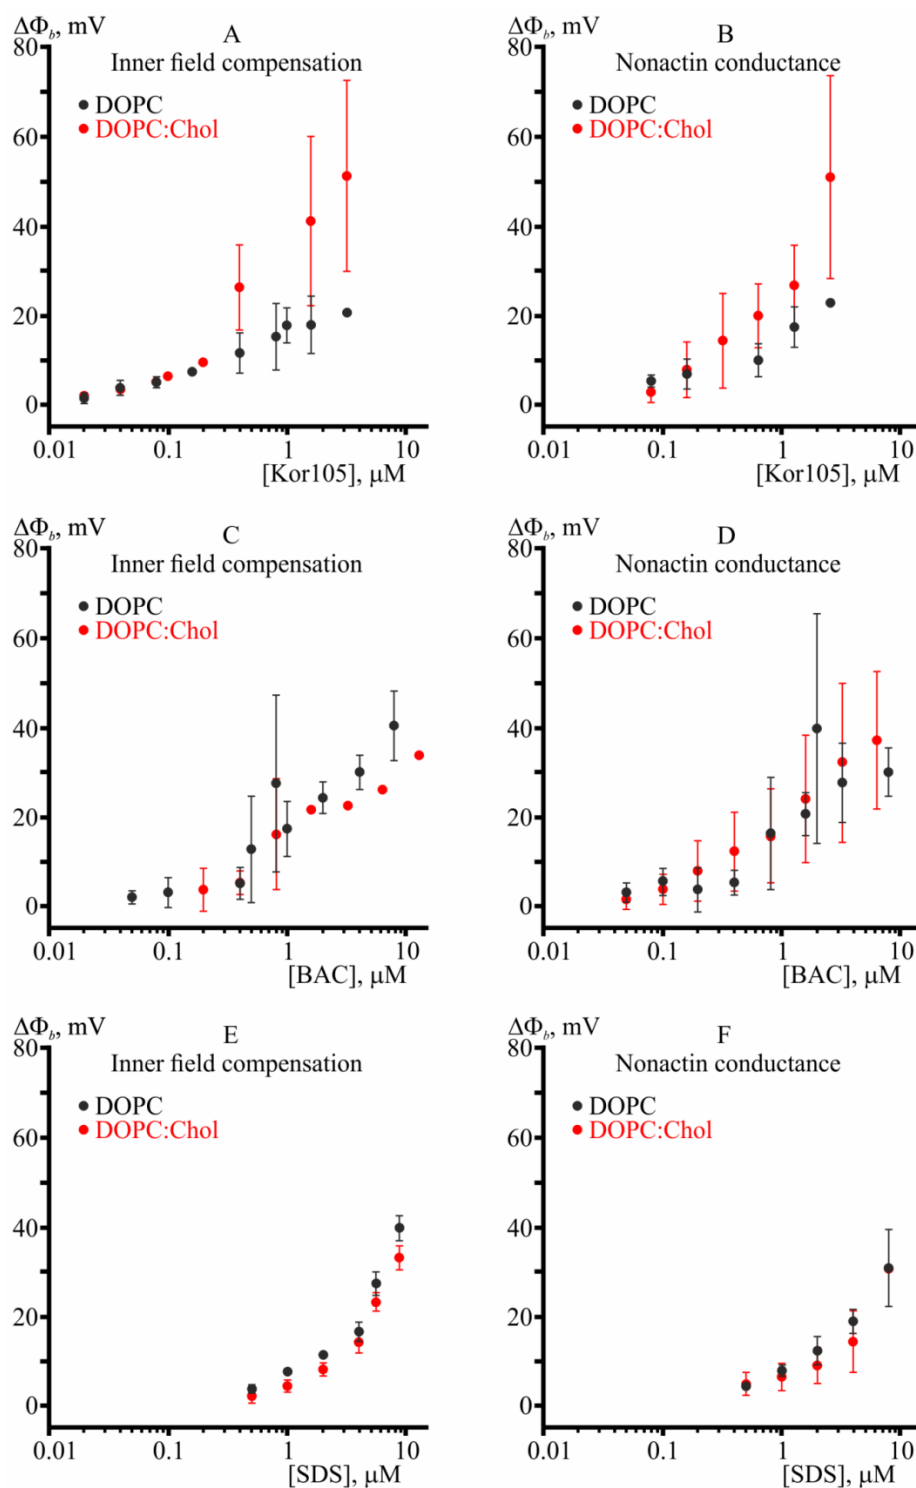 ΔΦb, mV
A
Inner field compensation
DOPC
DOPC:Chol
80
60
40
20
0
0.01 0.1 1 10
[Kor105], μM
ΔΦb, mV
B
Nonactin conductance
DOPC
DOPC:Chol
80
60
40
20
0
0.01 0.1 1 10
[Kor105], μM
ΔΦb, mV
C
Inner field compensation
DOPC
DOPC:Chol
80
60
40
20
0
0.01 0.1 1 10
[BAC], μM
ΔΦb, mV
D
Nonactin conductance
DOPC
DOPC:Chol
80
60
40
20
0
0.01 0.1 1 10
[BAC], μM
ΔΦb, mV
E
Inner field compensation
DOPC
DOPC:Chol
80
60
40
20
0
0.01 0.1 1 10
[SDS], μM
ΔΦb, mV
F
Nonactin conductance
DOPC
DOPC:Chol
80
60
40
20
0
0.01 0.1 1 10
[SDS], μM